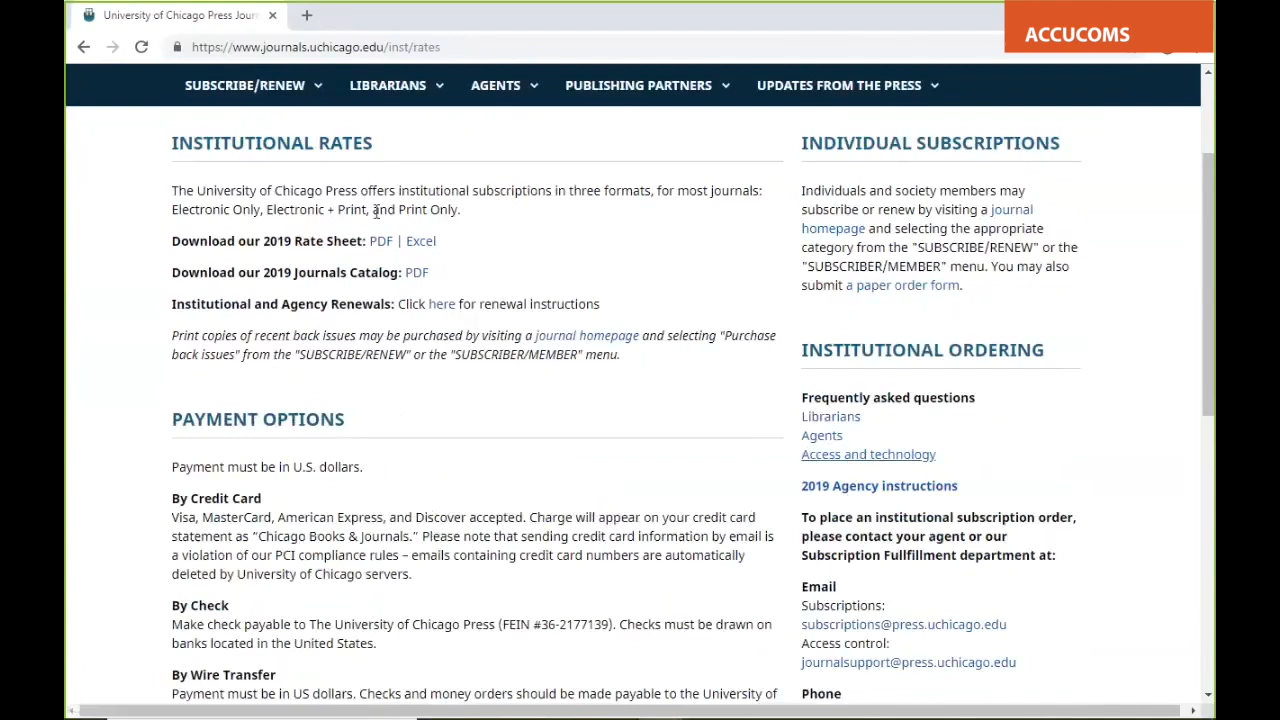 University of Chicago Press Jour
ACCUCOMS
https://www.journals.uchicago.edu/inst/rates
SUBSCRIBE/RENEW LIBRARIANS AGENTS PUBLISHING PARTNERS UPDATES FROM THE PRESS
INSTITUTIONAL RATES
The University of Chicago Press offers institutional subscriptions in three formats, for most journals:
Electronic Only, Electronic + Print, and Print Only.
Download our 2019 Rate Sheet: PDF | Excel
Download our 2019 Journals Catalog: PDF
Institutional and Agency Renewals: Click here for renewal instructions
Print copies of recent back issues may be purchased by visiting a journal homepage and selecting "Purchase
back issues" from the "SUBSCRIBE/RENEW" or the "SUBSCRIBER/MEMBER" menu.
PAYMENT OPTIONS
Payment must be in U.S. dollars.
By Credit Card
Visa, MasterCard, American Express, and Discover accepted. Charge will appear on your credit card
statement as “Chicago Books & Journals.” Please note that sending credit card information by email is
a violation of our PCI compliance rules – emails containing credit card numbers are automatically
deleted by University of Chicago servers.
By Check
Make check payable to The University of Chicago Press (FEIN #36-2177139). Checks must be drawn on
banks located in the United States.
By Wire Transfer
Payment must be in US dollars. Checks and money orders should be made payable to the University of
INDIVIDUAL SUBSCRIPTIONS
Individuals and society members may
subscribe or renew by visiting a journal
homepage and selecting the appropriate
category from the "SUBSCRIBE/RENEW" or the
"SUBSCRIBER/MEMBER" menu. You may also
submit a paper order form.
INSTITUTIONAL ORDERING
Frequently asked questions
Librarians
Agents
Access and technology
2019 Agency instructions
To place an institutional subscription order,
please contact your agent or our
Subscription Fullfillment department at:
Email
Subscriptions:
subscriptions@press.uchicago.edu
Access control:
journalsupport@press.uchicago.edu
Phone